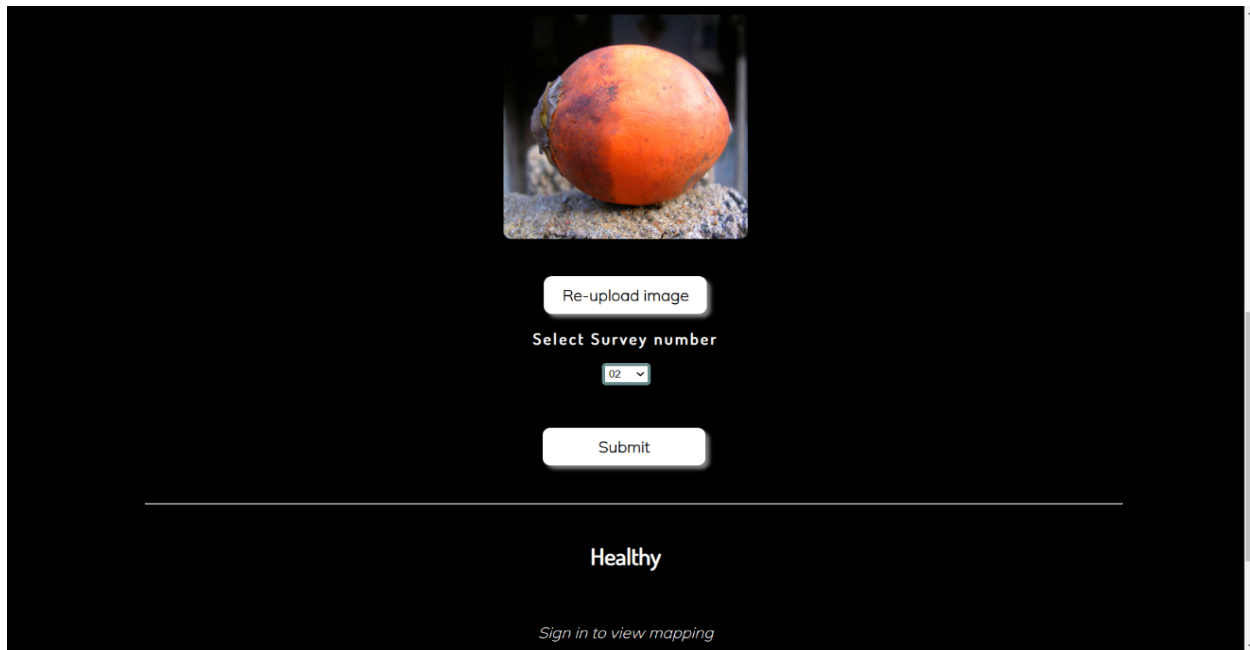 Re-upload image
Select Survey number
02
Submit
Healthy
Sign in to view mapping